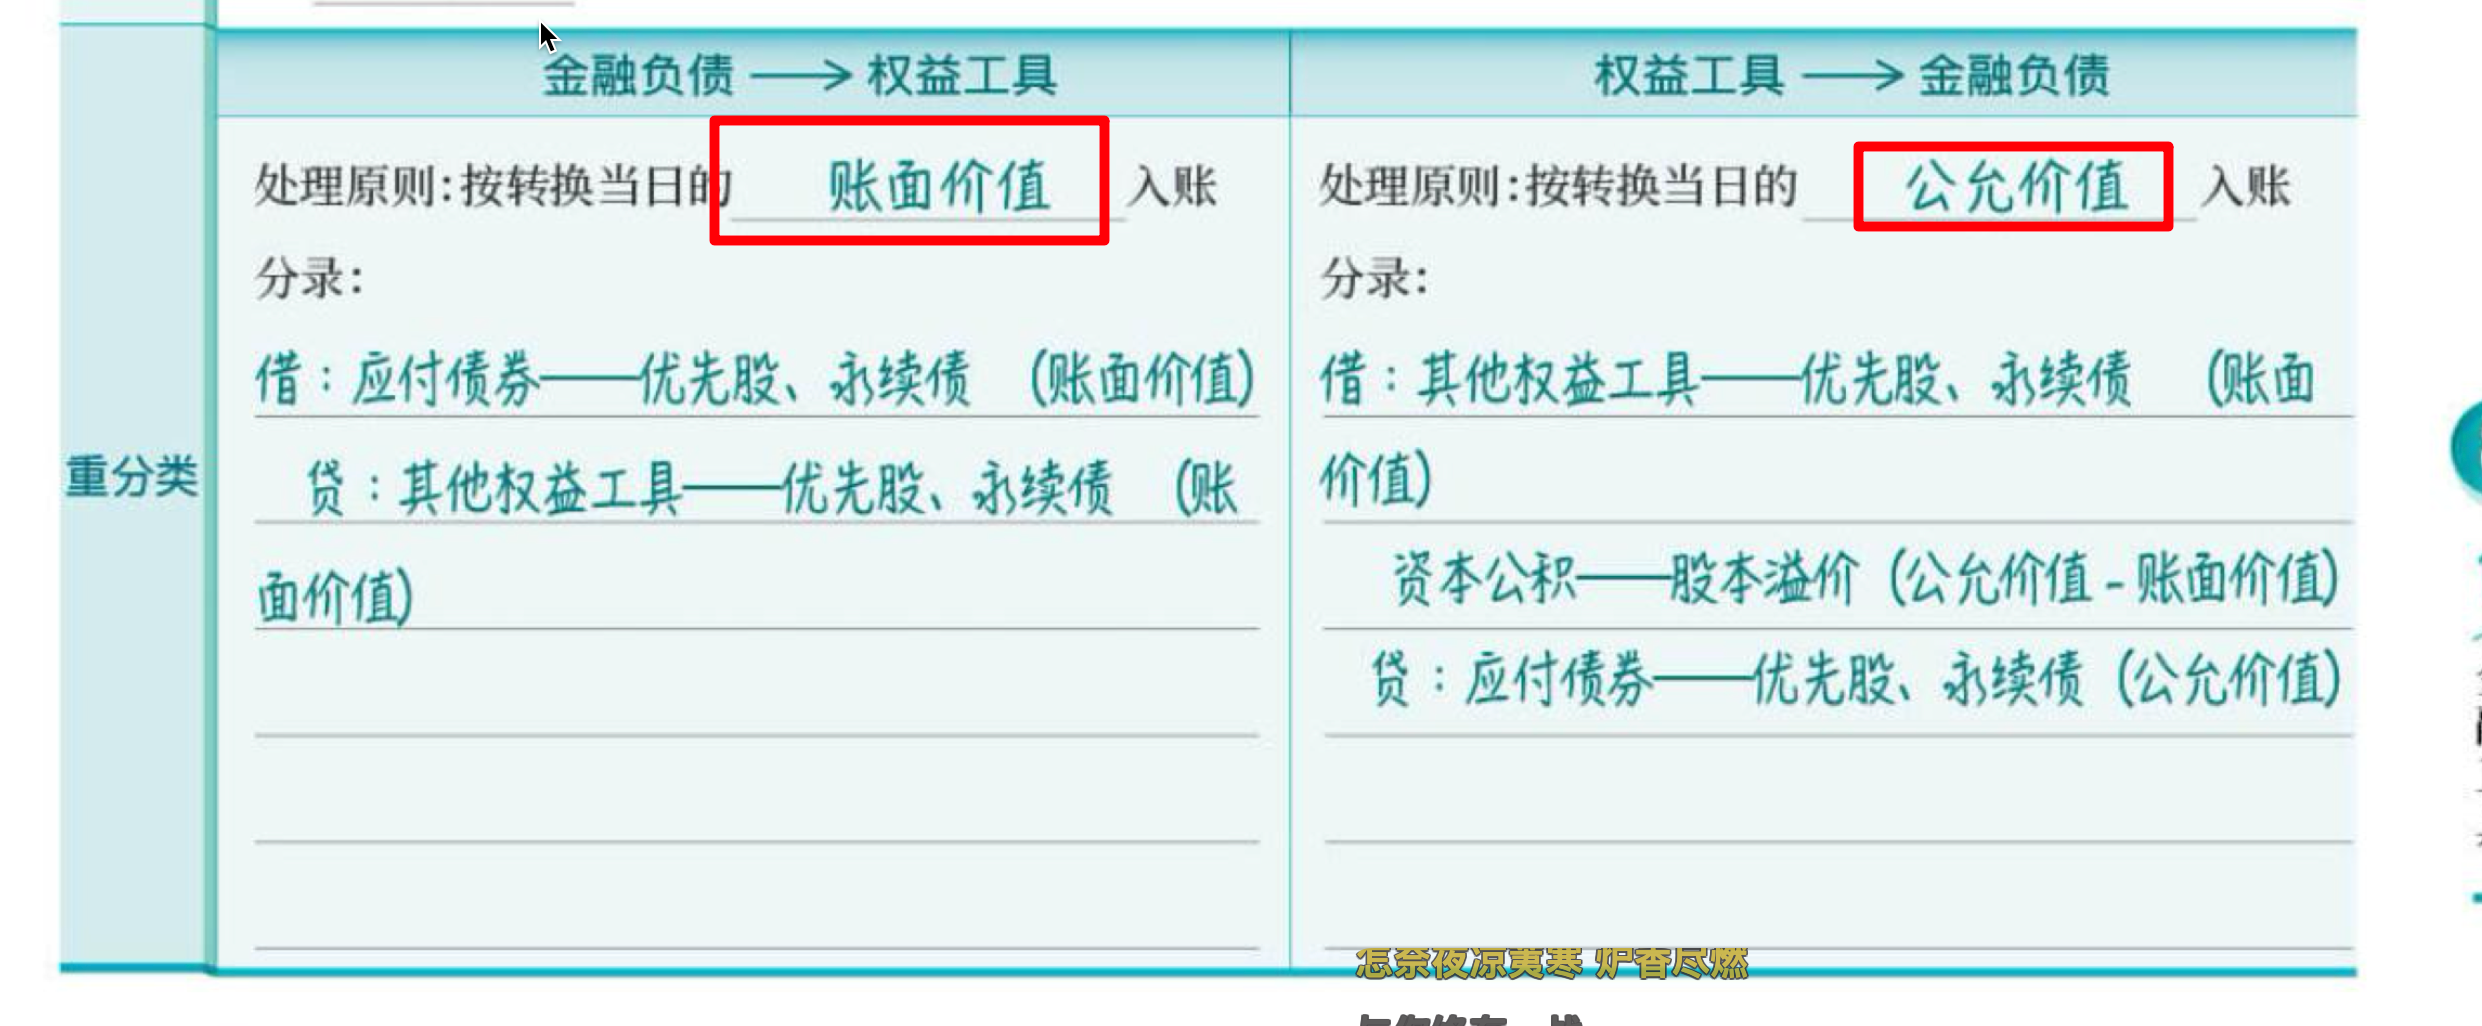 金融负债——>权益工具
处理原则:按转换当日的 账面价值 入账
分录:
借:应付债券——优先股、永续债 (账面价值)
贷:其他权益工具——优先股、永续债 (账
面价值)
权益工具——>金融负债
处理原则:按转换当日的 公允价值 入账
分录:
借:其他权益工具——优先股、永续债 (账面
价值)
资本公积——股本溢价 (公允价值-账面价值)
贷:应付债券——优先股、永续债 (公允价值)
重分类
怎奈夜凉衾寒 炉香尽燃